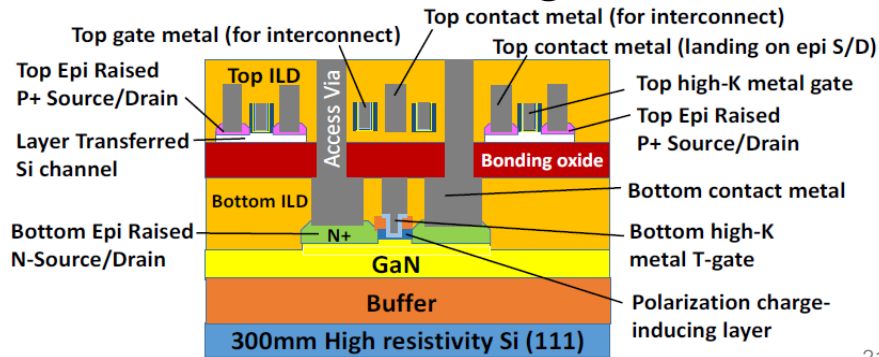 Top contact metal (for interconnect)
Top gate metal (for interconnect)
Top contact metal (landing on epi S/D)
Top Epi Raised
P+ Source/Drain
Top ILD
Top high-K metal gate
Top Epi Raised
P+ Source/Drain
Layer Transferred
Si channel
Access Via
Bonding oxide
Bottom contact metal
Bottom ILD
Bottom Epi Raised
N-Source/Drain
N+
Bottom high-K
metal T-gate
GaN
Buffer
Polarization charge-
inducing layer
300mm High resistivity Si (111)